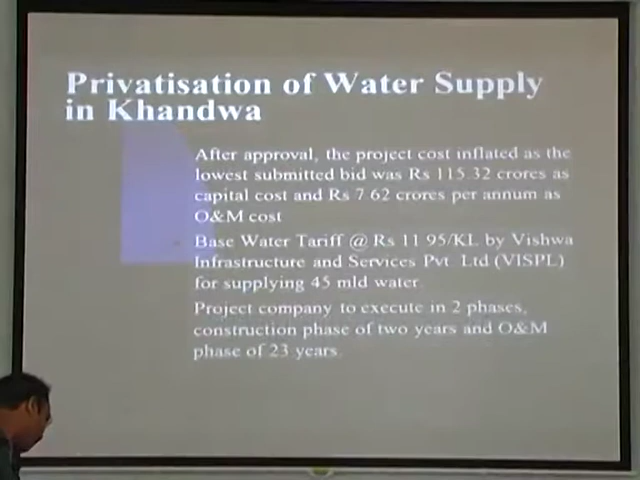 Privatisation of Water Supply
in Khandwa
After approval, the project cost inflated as the
lowest submitted bid was Rs 115.32 crores as
capital cost and Rs 7.62 crores per annum as
O&M cost
Base Water Tariff @ Rs 11 95/KL by Vishwa
Infrastructure and Services Pvt. Ltd (VISPL)
for supplying 45 mld water
Project company to execute in 2 phases,
construction phase of two years and O&M
phase of 23 years.